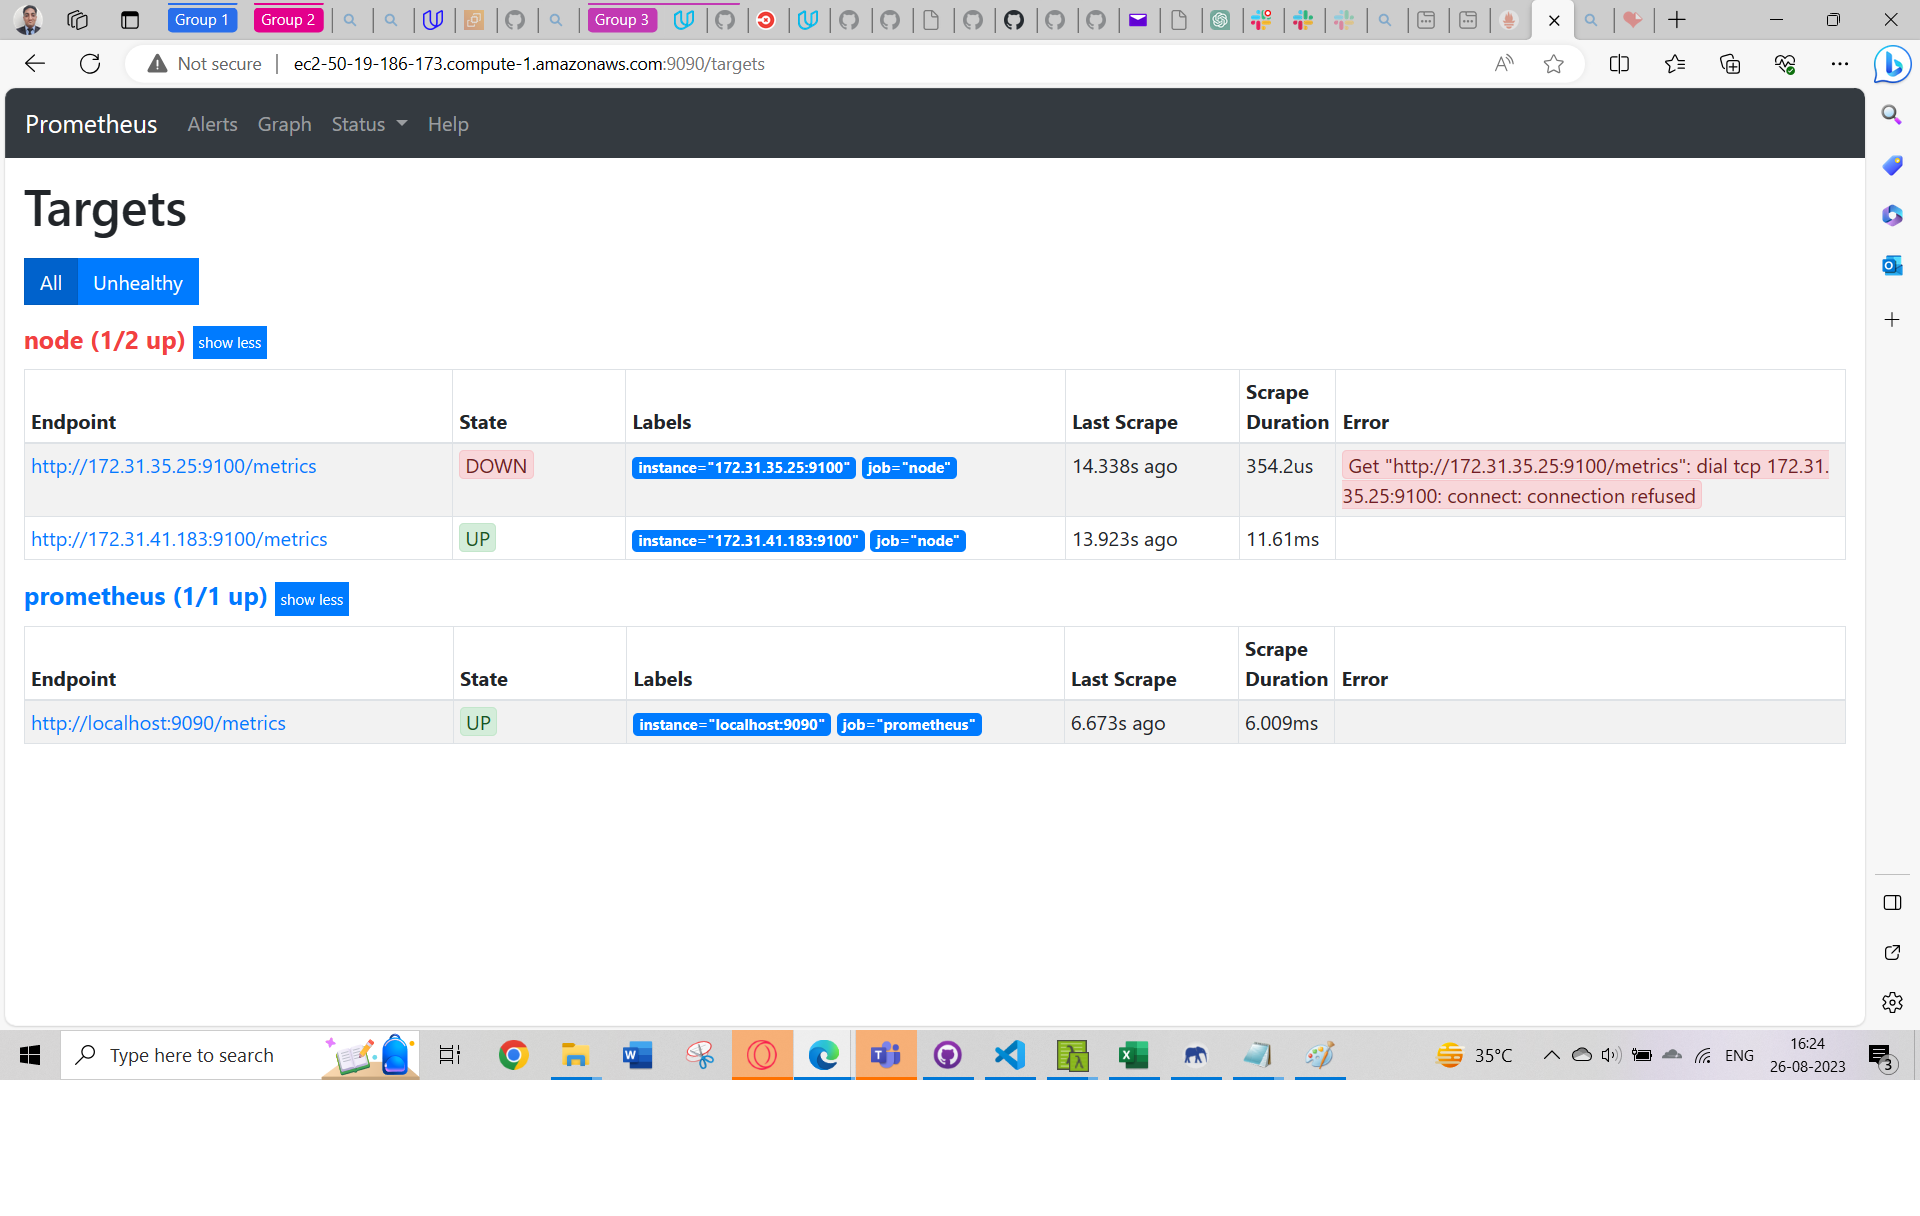 Group 1
Group 2
Group 3
Not secure
ec2-50-19-186-173.compute-1.amazonaws.com:9090/targets
Prometheus Alerts Graph Status Help
Targets
All Unhealthy
node (1/2 up) show less
Endpoint State Labels Last Scrape Scrape Duration Error
http://172.31.35.25:9100/metrics DOWN instance="172.31.35.25:9100" job="node" 14.338s ago 354.2us Get "http://172.31.35.25:9100/metrics": dial tcp 172.31.
35.25:9100: connect: connection refused
http://172.31.41.183:9100/metrics UP instance="172.31.41.183:9100" job="node" 13.923s ago 11.61ms
prometheus (1/1 up) show less
Endpoint State Labels Last Scrape Scrape Duration Error
http://localhost:9090/metrics UP instance="localhost:9090" job="prometheus" 6.673s ago 6.009ms
Type here to search
35°C
ENG
16:24
26-08-2023
3